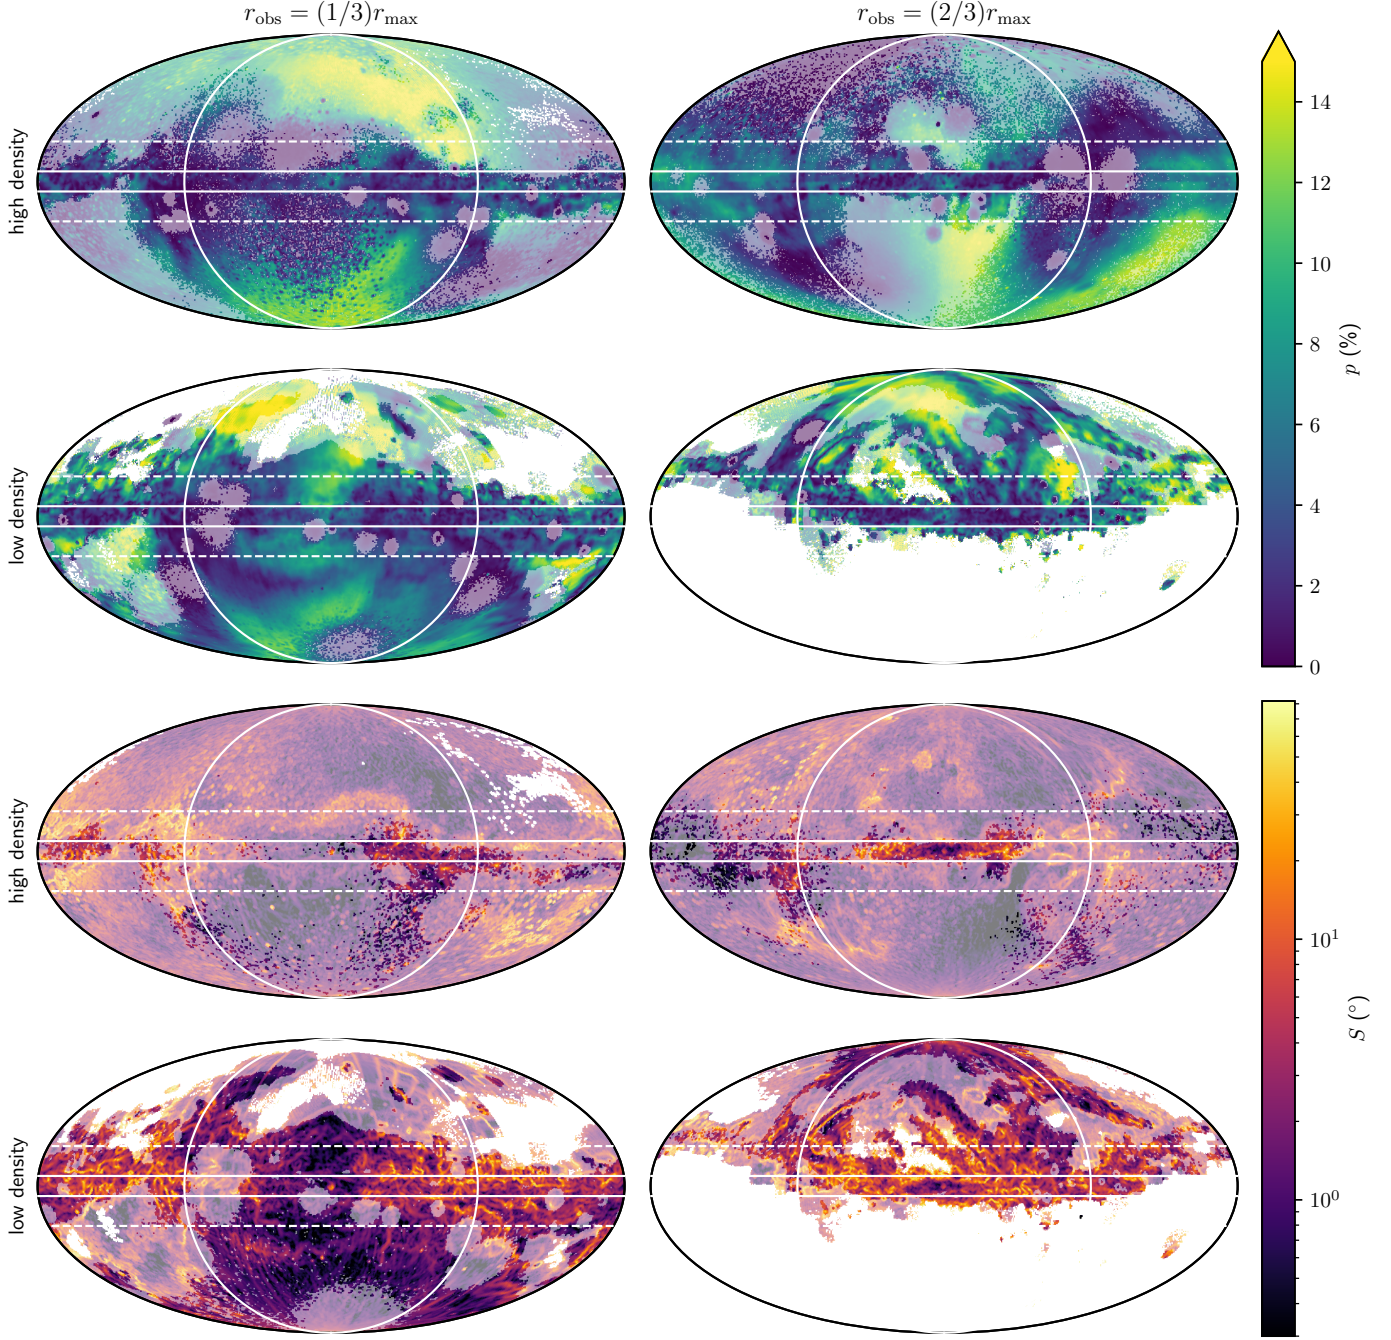 r_obs = (1/3)r_max
r_obs = (2/3)r_max
high density
low density
high density
low density
14
12
10
8
6
4
2
0
p (%)
10^1
10^0
S (°)